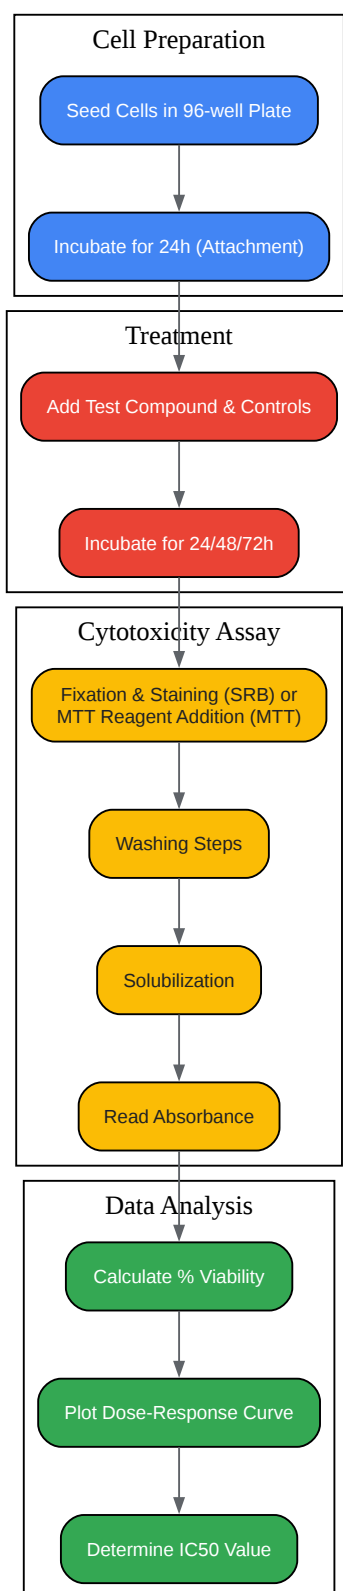 Cell Preparation
Seed Cells in 96-well Plate
Incubate for 24h (Attachment)
Treatment
Add Test Compound & Controls
Incubate for 24/48/72h
Cytotoxicity Assay
Fixation & Staining (SRB) or
MTT Reagent Addition (MTT)
Washing Steps
Solubilization
Read Absorbance
Data Analysis
Calculate % Viability
Plot Dose-Response Curve
Determine IC50 Value